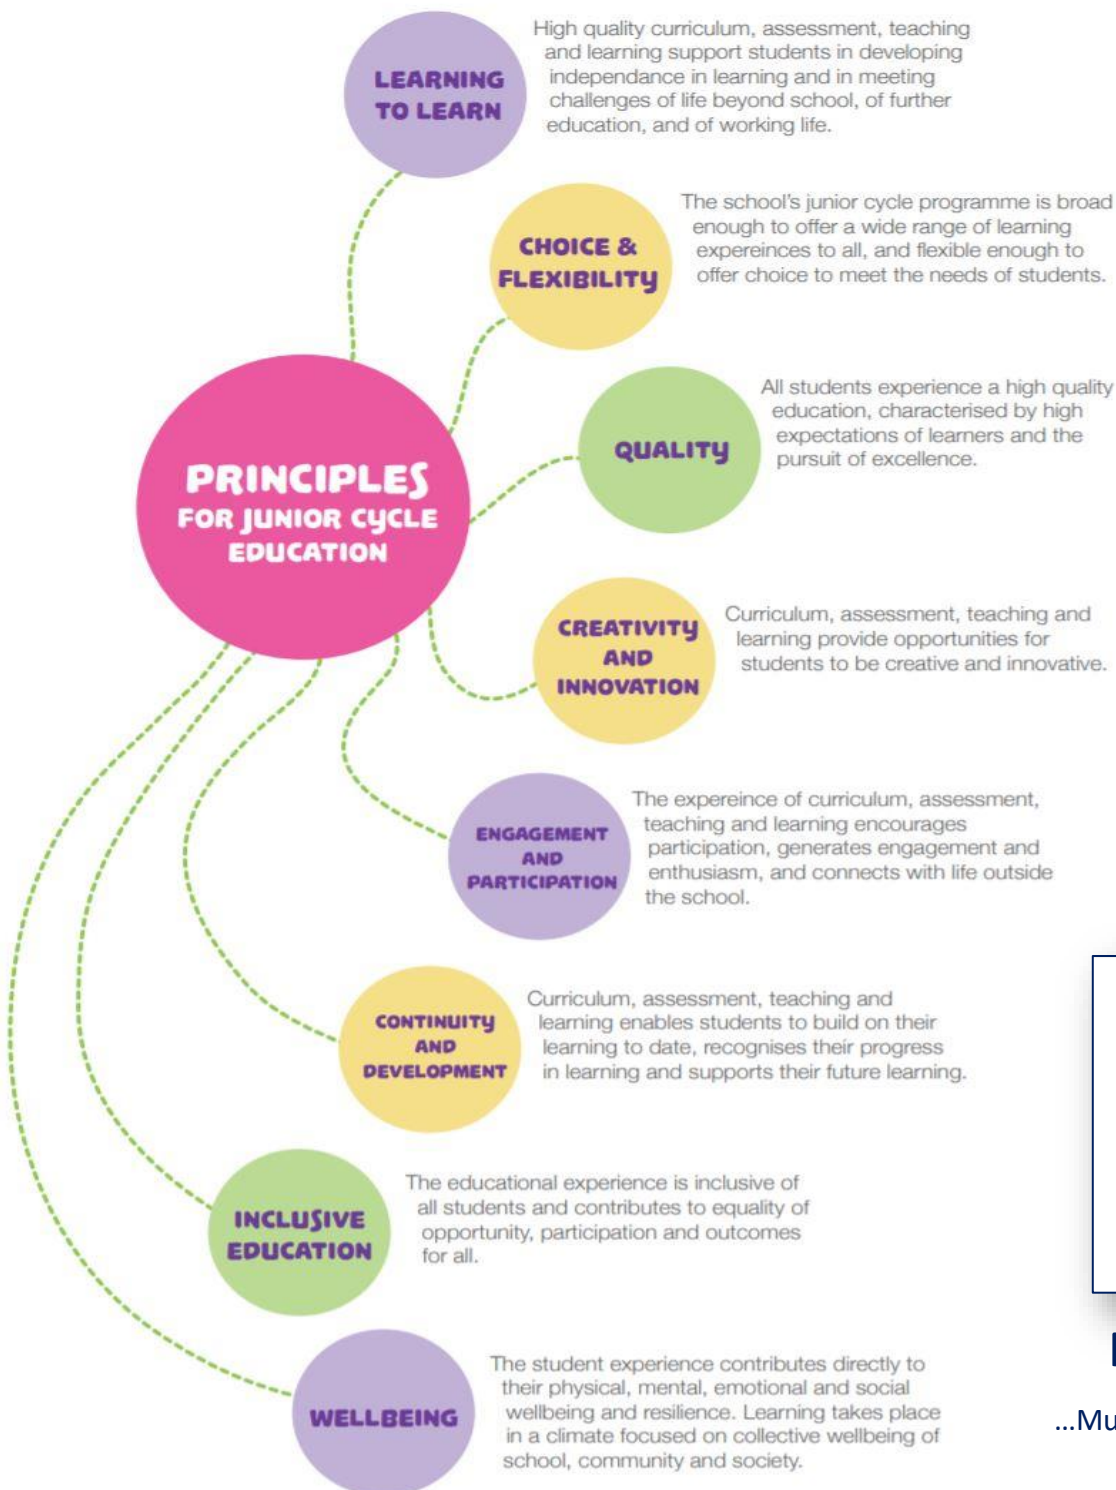 LEARNING
TO LEARN
High quality curriculum, assessment, teaching
and learning support students in developing
independance in learning and in meeting
challenges of life beyond school, of further
education, and of working life.
CHOICE &
FLEXIBILITY
The school's junior cycle programme is broad
enough to offer a wide range of learning
expereinces to all, and flexible enough to
offer choice to meet the needs of students.
QUALITY
All students experience a high quality
education, characterised by high
expectations of learners and the
pursuit of excellence.
PRINCIPLES
FOR JUNIOR CYCLE
EDUCATION
CREATIVITY
AND
INNOVATION
Curriculum, assessment, teaching and
learning provide opportunities for
students to be creative and innovative.
ENGAGEMENT
AND
PARTICIPATION
The expereince of curriculum, assessment,
teaching and learning encourages
participation, generates engagement and
enthusiasm, and connects with life outside
the school.
CONTINUITY
AND
DEVELOPMENT
Curriculum, assessment, teaching and
learning enables students to build on their
learning to date, recognises their progress
in learning and supports their future learning.
INCLUSIVE
EDUCATION
The educational experience is inclusive of
all students and contributes to equality of
opportunity, participation and outcomes
for all.
WELLBEING
The student experience contributes directly to
their physical, mental, emotional and social
wellbeing and resilience. Learning takes place
in a climate focused on collective wellbeing of
school, community and society.
...Mu